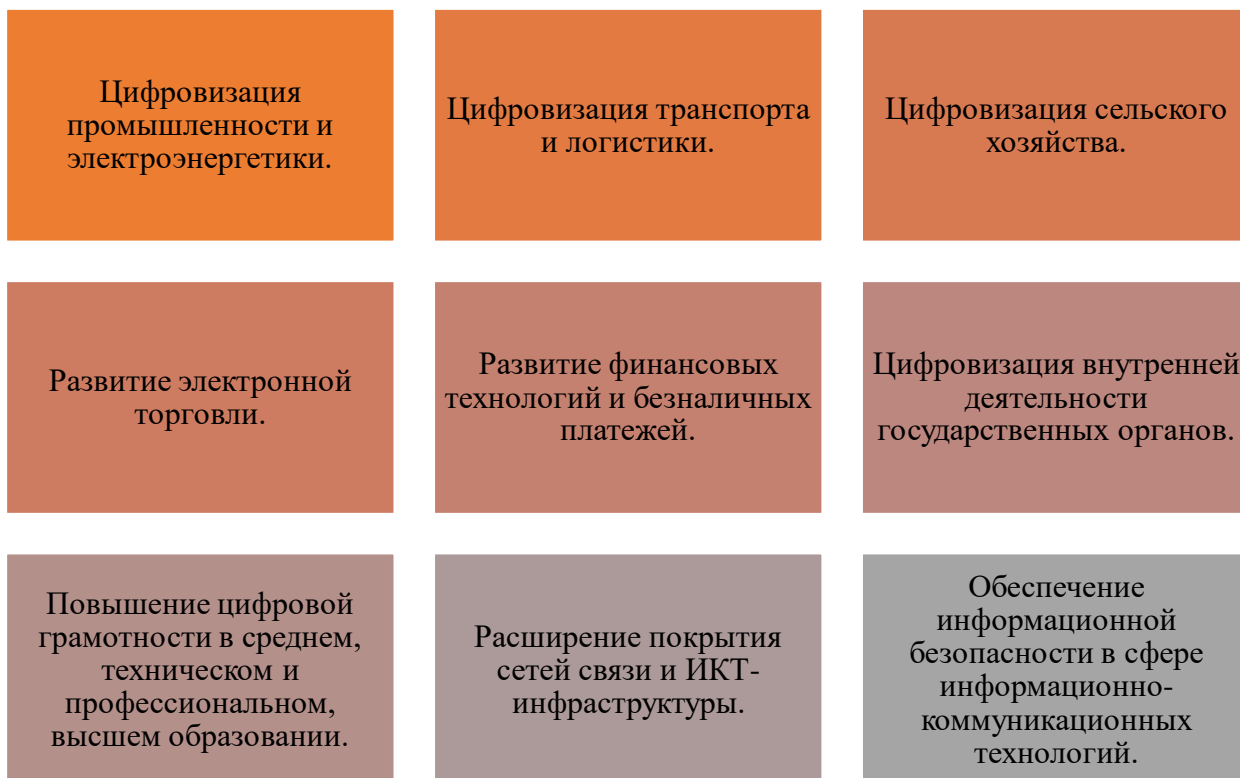 Цифровизация
промышленности и
электроэнергетики.
Цифровизация транспорта
и логистики.
Цифровизация сельского
хозяйства.
Развитие электронной
торговли.
Развитие финансовых
технологий и безналичных
платежей.
Цифровизация внутренней
деятельности
государственных органов.
Повышение цифровой
грамотности в среднем,
техническом и
профессиональном,
высшем образовании.
Расширение покрытия
сетей связи и ИКТ-
инфраструктуры.
Обеспечение
информационной
безопасности в сфере
информационно-
коммуникационных
технологий.